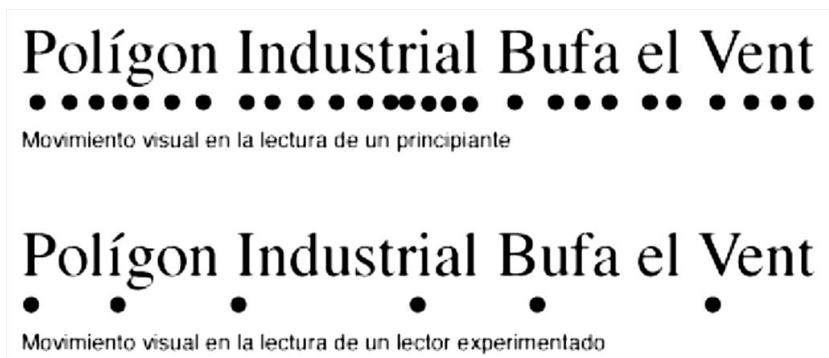 Polígon Industrial Bufa el Vent
Movimiento visual en la lectura de un principiante
Polígon Industrial Bufa el Vent
Movimiento visual en la lectura de un lector experimentado